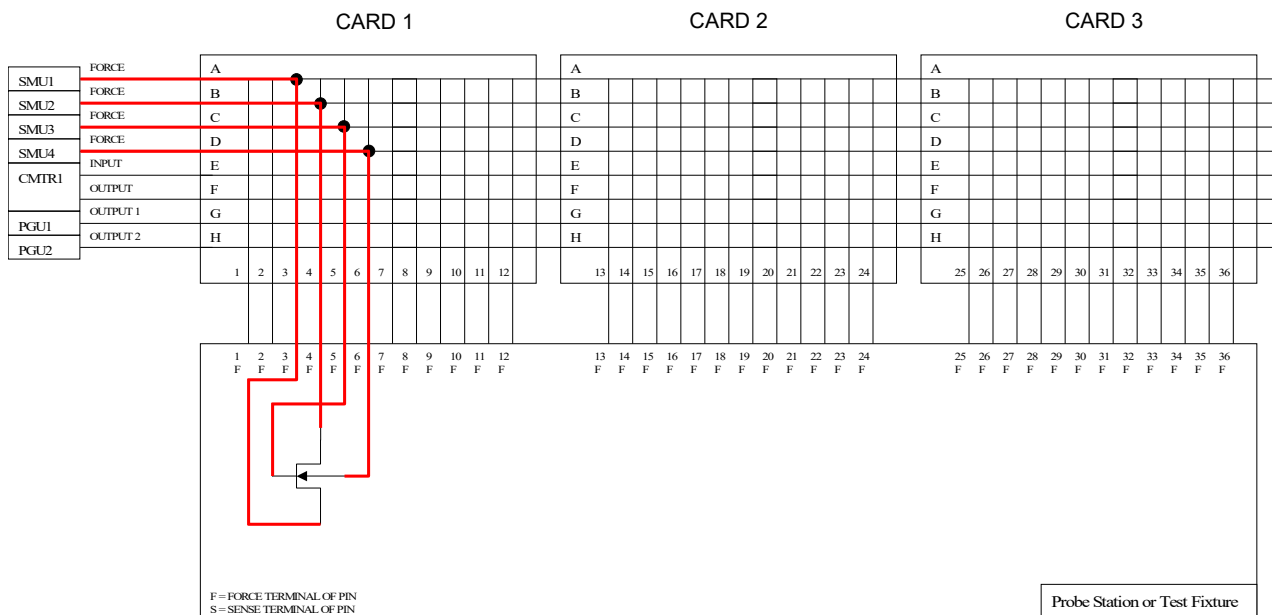 CARD 1 CARD 2 CARD 3
FORCE A A A
SMU1
FORCE B B B
SMU2
FORCE C C C
SMU3
FORCE D D D
SMU4
INPUT E E E
CMTR1
OUTPUT F F F
OUTPUT 1 G G G
PGU1
OUTPUT 2 H H H
PGU2
1 2 3 4 5 6 7 8 9 10 11 12 13 14 15 16 17 18 19 20 21 22 23 24 25 26 27 28 29 30 31 32 33 34 35 36
1 2 3 4 5 6 7 8 9 10 11 12 13 14 15 16 17 18 19 20 21 22 23 24 25 26 27 28 29 30 31 32 33 34 35 36
F F F F F F F F F F F F F F F F F F F F F F F F F F F F F F F F F F F F
F = FORCE TERMINAL OF PIN
S = SENSE TERMINAL OF PIN
Probe Station or Test Fixture